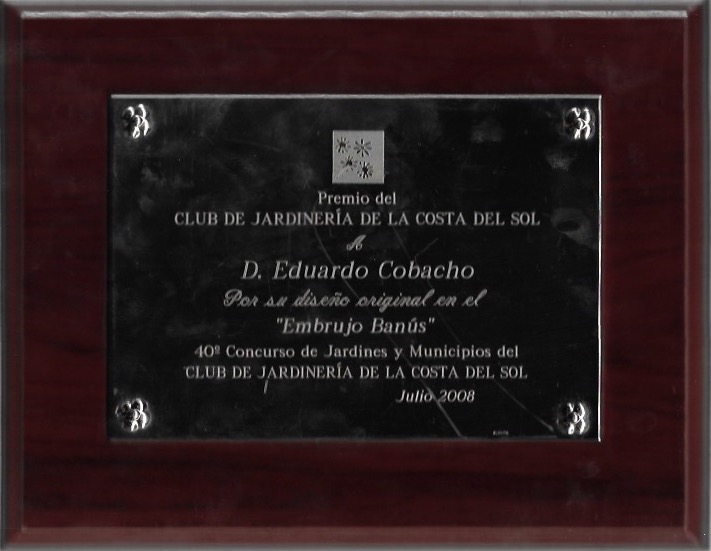 Premio del
CLUB DE JARDINERÍA DE LA COSTA DEL SOL
A
D. Eduardo Cobacho
Por su diseño original en el
"Embrujo Banús"
40º Concurso de Jardines y Municipios del
CLUB DE JARDINERÍA DE LA COSTA DEL SOL
Julio 2008